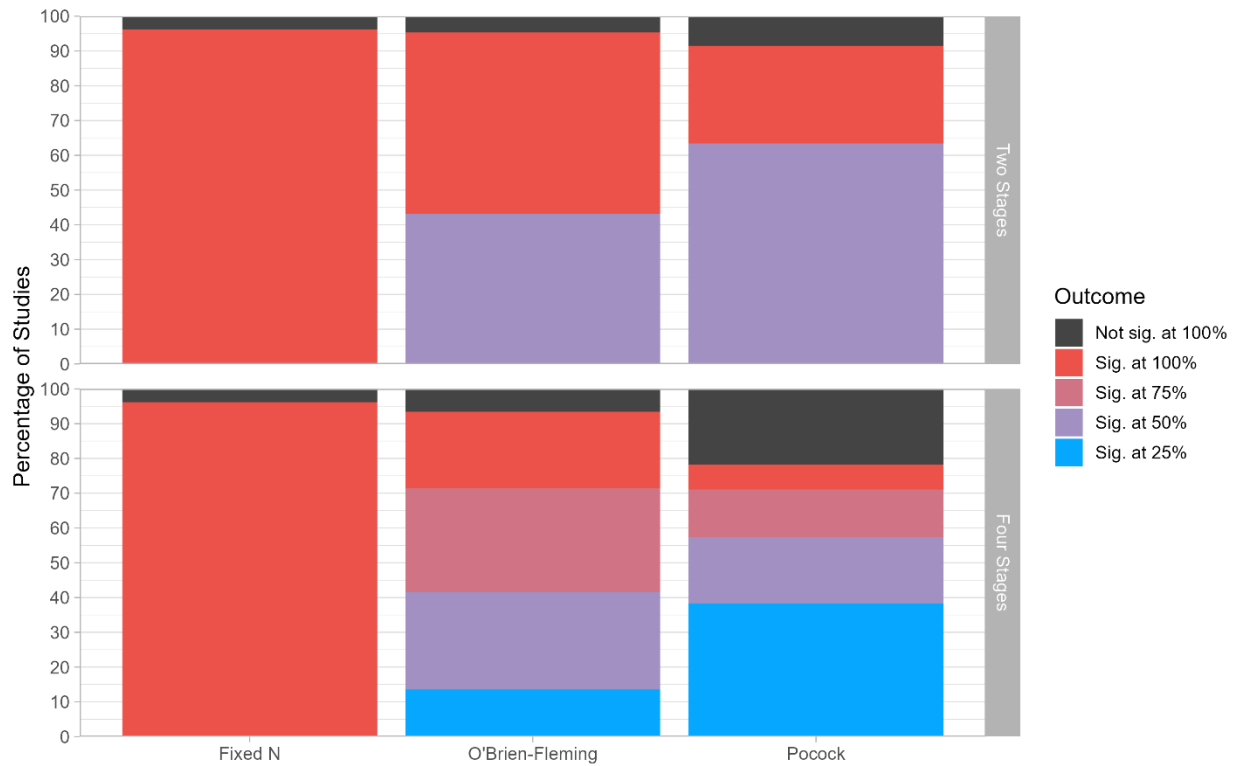 Percentage of Studies
100
90
80
70
60
50
40
30
20
10
0
Two Stages
100
90
80
70
60
50
40
30
20
10
0
Four Stages
Fixed N
O'Brien-Fleming
Pocock
Outcome
Not sig. at 100%
Sig. at 100%
Sig. at 75%
Sig. at 50%
Sig. at 25%